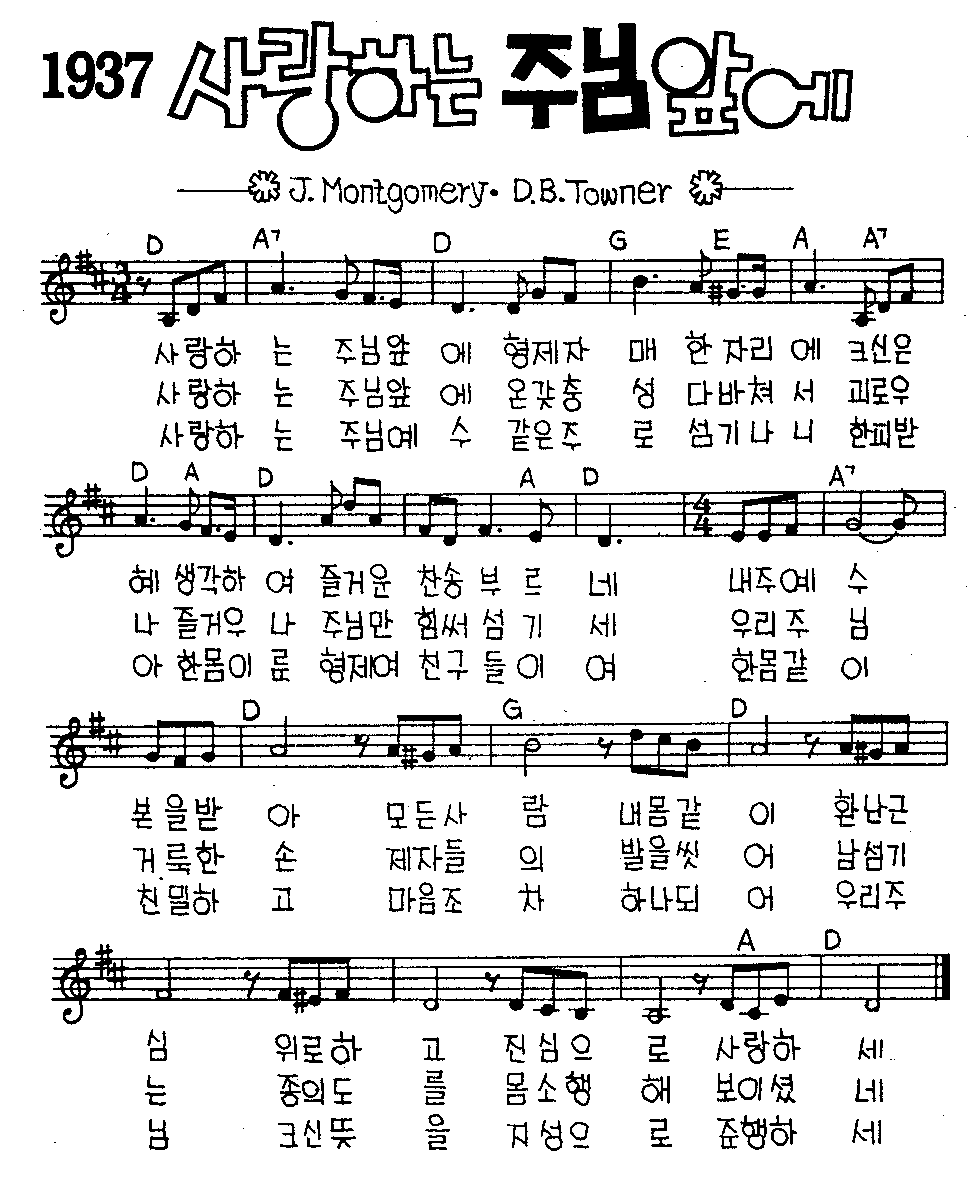 1937 사랑하는 주님앞에
J. Montgomery · D.B. Towner
D A7 D G E A A7
3/4
사랑하 는 주님앞 에 형제자 매 한 자리 에 크신은
사랑하 는 주님앞 에 온갖충 성 다바쳐 서 괴로우
사랑하 는 주님예 수 같은주 로 섬기나 니 한피받
D A D A D A7
4/4
혜 생각하 여 즐거운 찬송 부 르 네 내주예 수
나 즐거우 나 주님만 힘써 섬 기 세 우리주 님
아 한몸이 룬 형제여 친구 들 이 여 한몸같 이
D G D
본을받 아 모든사 람 내몸같 이 환난근
거룩한 손 제자들 의 발을씻 어 남섬기
친밀하 고 마음조 차 하나되 어 우리주
A D
심 위로하 고 진심으 로 사랑하 세
는 종의도 를 몸소행 해 보이셨 네
님 크신뜻 을 지성으 로 준행하 세